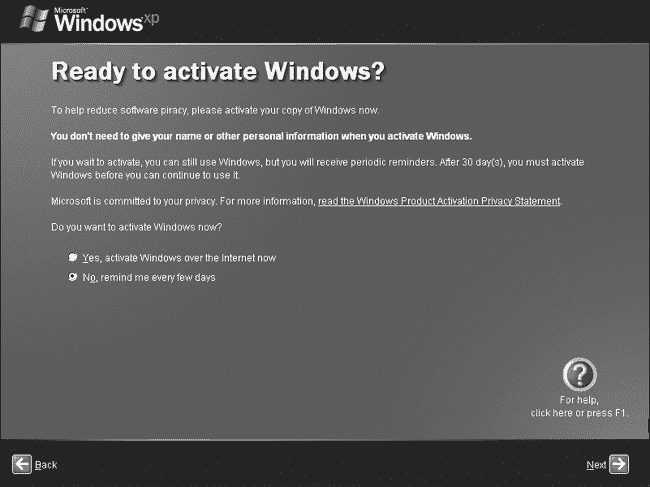 Microsoft
Windows xp
Ready to activate Windows?
To help reduce software piracy, please activate your copy of Windows now.
You don't need to give your name or other personal information when you activate Windows.
If you wait to activate, you can still use Windows, but you will receive periodic reminders. After 30 day(s), you must activate
Windows before you can continue to use it.
Microsoft is committed to your privacy. For more information, read the Windows Product Activation Privacy Statement.
Do you want to activate Windows now?
Yes, activate Windows over the Internet now
No, remind me every few days
?
For help,
click here or press F1.
Back
Next